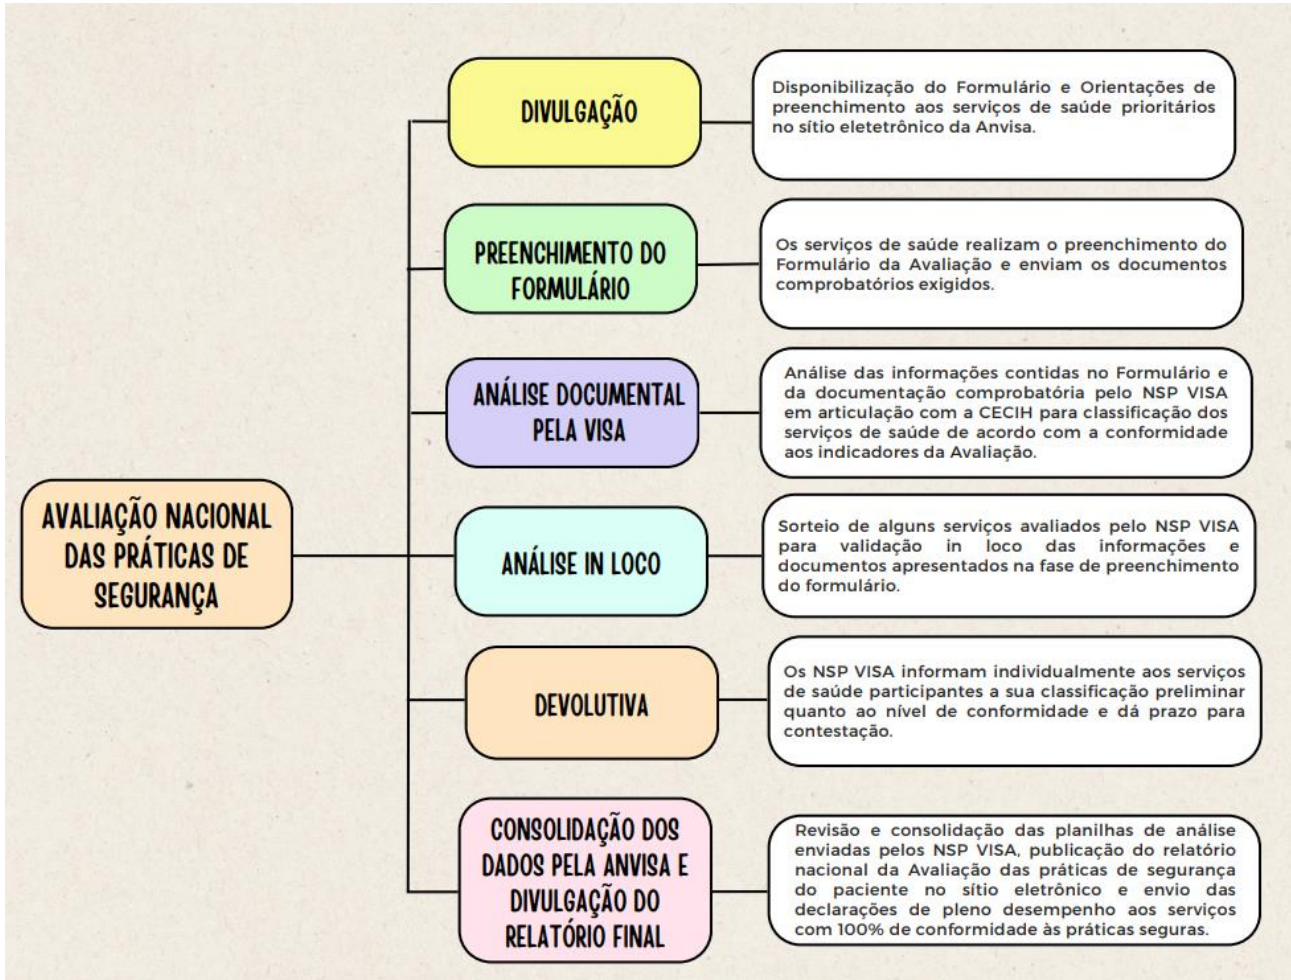 DIVULGAÇÃO
Disponibilização do Formulário e Orientações de
preenchimento aos serviços de saúde prioritários
no sítio eletetrônico da Anvisa.
PREENCHIMENTO DO
FORMULÁRIO
Os serviços de saúde realizam o preenchimento do
Formulário da Avaliação e enviam os documentos
comprobatórios exigidos.
ANÁLISE DOCUMENTAL
PELA VISA
Análise das informações contidas no Formulário e
da documentação comprobatória pelo NSP VISA
em articulação com a CECIH para classificação dos
serviços de saúde de acordo com a conformidade
aos indicadores da Avaliação.
AVALIAÇÃO NACIONAL
DAS PRÁTICAS DE
SEGURANÇA
ANÁLISE IN LOCO
Sorteio de alguns serviços avaliados pelo NSP VISA
para validação in loco das informações e
documentos apresentados na fase de preenchimento
do formulário.
DEVOLUTIVA
Os NSP VISA informam individualmente aos serviços
de saúde participantes a sua classificação preliminar
quanto ao nível de conformidade e dá prazo para
contestação.
CONSOLIDAÇÃO DOS
DADOS PELA ANVISA E
DIVULGAÇÃO DO
RELATÓRIO FINAL
Revisão e consolidação das planilhas de análise
enviadas pelos NSP VISA, publicação do relatório
nacional da Avaliação das práticas de segurança
do paciente no sítio eletrônico e envio das
declarações de pleno desempenho aos serviços
com 100% de conformidade às práticas seguras.